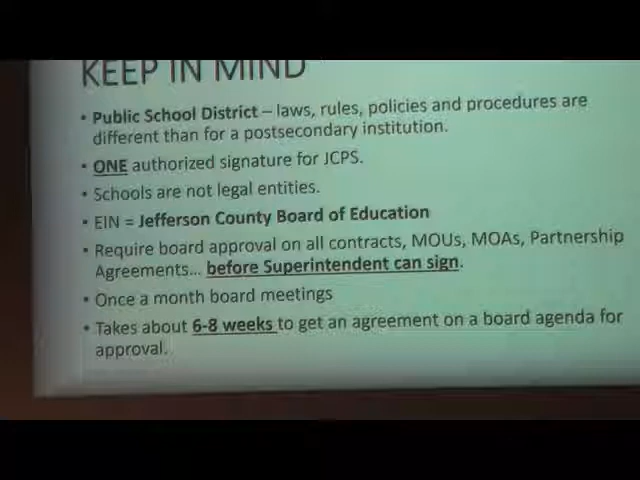 KEEP IN MIND
• Public School District – laws, rules, policies and procedures are
different than for a postsecondary institution.
• ONE authorized signature for JCPS.
• Schools are not legal entities.
• EIN = Jefferson County Board of Education
• Require board approval on all contracts, MOUs, MOAs, Partnership
Agreements... before Superintendent can sign.
• Once a month board meetings
• Takes about 6-8 weeks to get an agreement on a board agenda for
approval.